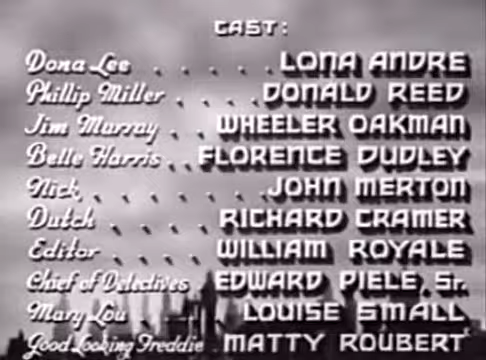 CAST:
Dona Lee . . . . . LONA ANDRE
Phillip Miller . . . . DONALD REED
Jim Murray . . WHEELER OAKMAN
Belle Harris . . FLORENCE DUDLEY
Nick . . . . . . . JOHN MERTON
Dutch . . . . RICHARD CRAMER
Editor . . . . WILLIAM ROYALE
Chief of Detectives . EDWARD PIELE, Sr.
Mary Lou . . . . LOUISE SMALL
Good Looking Freddie MATTY ROUBERT